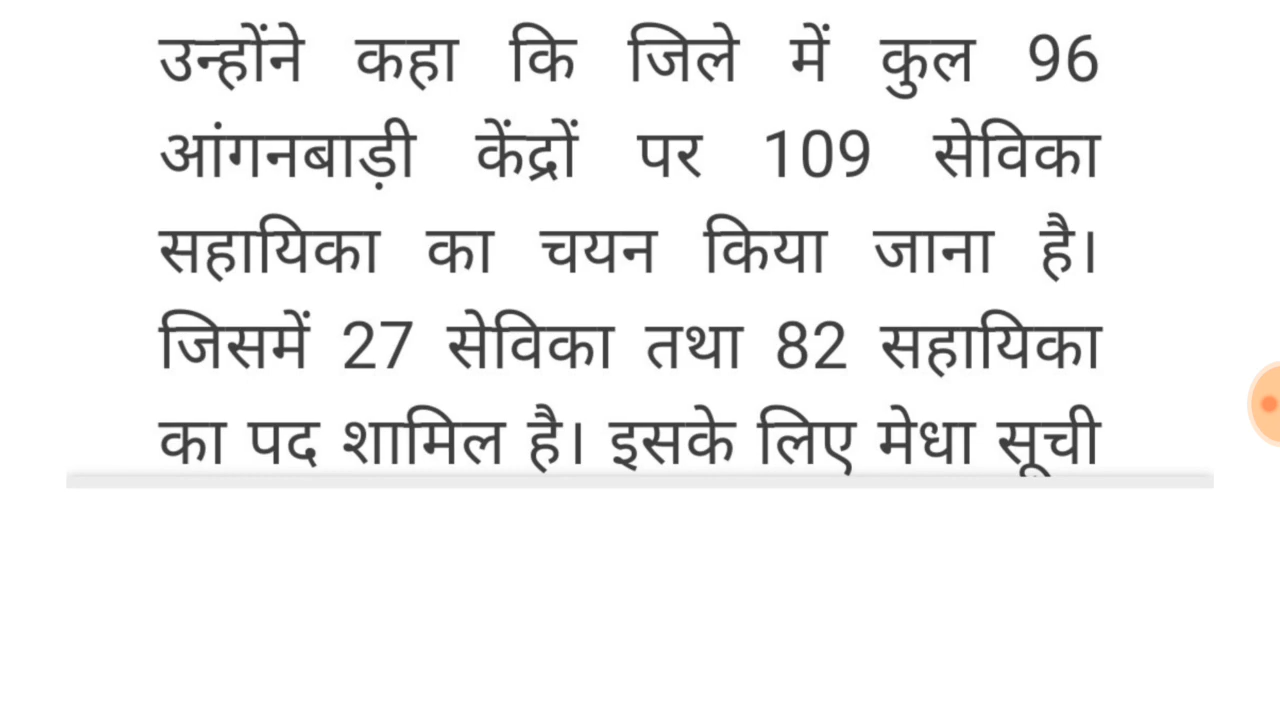 उन्होंने कहा कि जिले में कुल 96
आंगनबाड़ी केंद्रों पर 109 सेविका
सहायिका का चयन किया जाना है।
जिसमें 27 सेविका तथा 82 सहायिका
का पद शामिल है। इसके लिए मेधा सूची